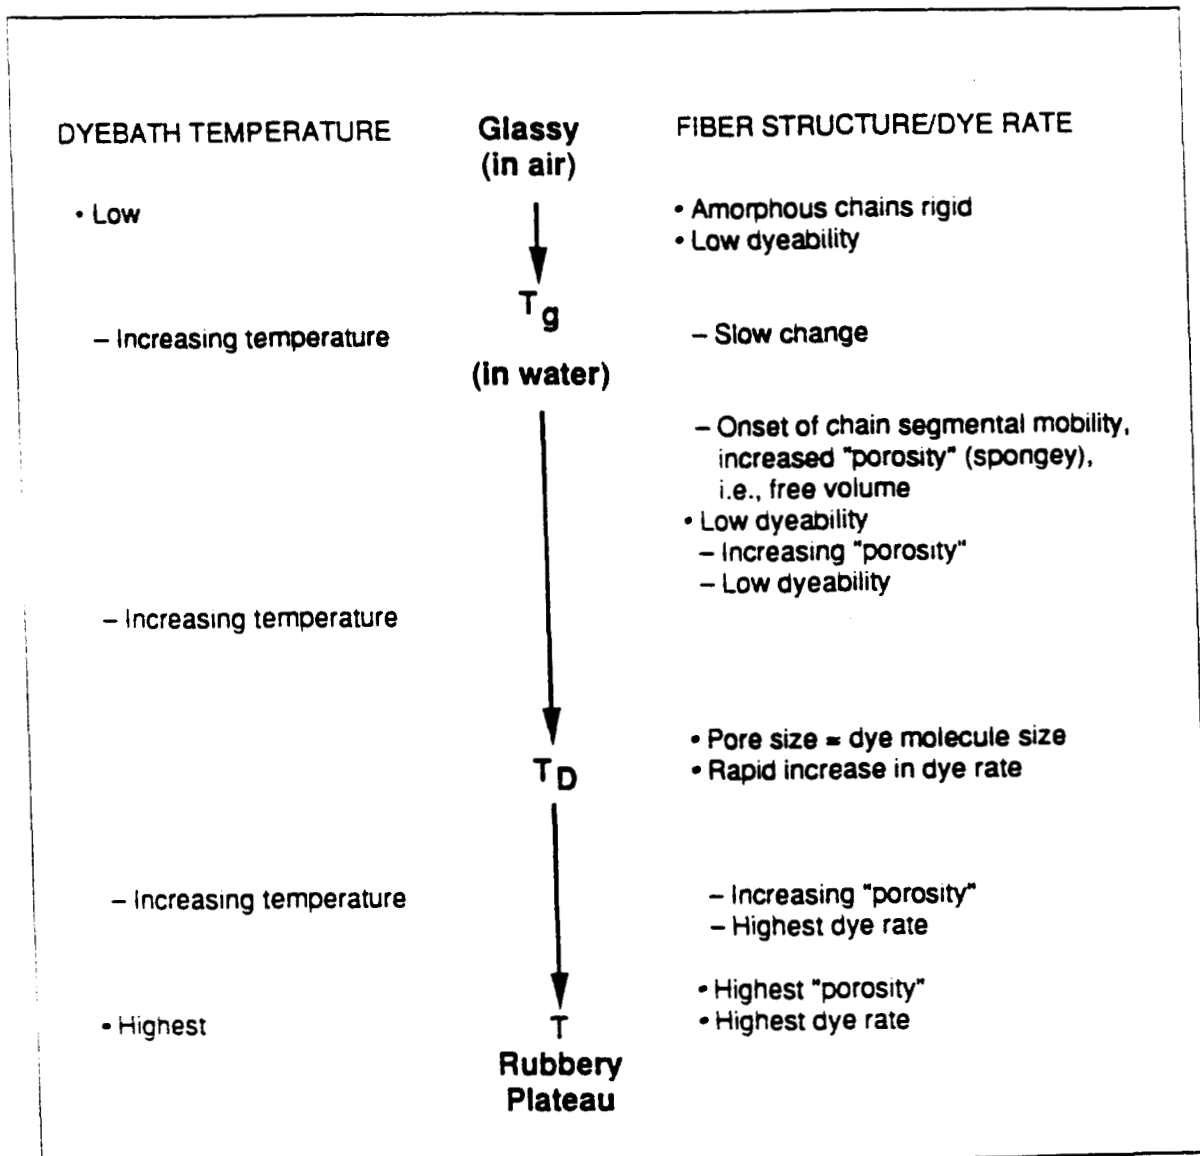 DYEBATH TEMPERATURE
Glassy
(in air)
FIBER STRUCTURE/DYE RATE
• Low
• Amorphous chains rigid
• Low dyeability
Tg
– Increasing temperature
– Slow change
(in water)
– Onset of chain segmental mobility,
increased "porosity" (spongey),
i.e., free volume
• Low dyeability
– Increasing "porosity"
– Low dyeability
– Increasing temperature
• Pore size ≃ dye molecule size
• Rapid increase in dye rate
TD
– Increasing temperature
– Increasing "porosity"
– Highest dye rate
• Highest "porosity"
• Highest dye rate
• Highest
T
Rubbery
Plateau